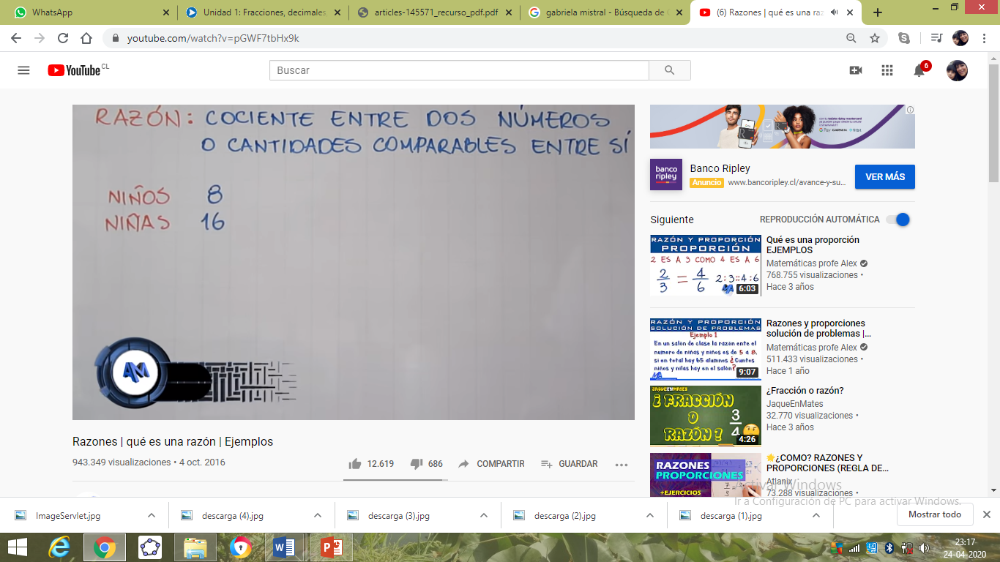 WhatsApp
Unidad 1: Fracciones, decimales
articles-145571_recurso_pdf.pdf
gabriela mistral - Búsqueda de
(6) Razones | qué es una raz
youtube.com/watch?v=pGWF7tbHx9k
YouTube CL
Buscar
6
RAZÓN: COCIENTE ENTRE DOS NÚMEROS
O CANTIDADES COMPARABLES ENTRE SÍ
NIÑOS 8
NIÑAS 16
AM
Razones | qué es una razón | Ejemplos
943.349 visualizaciones • 4 oct. 2016
12.619
686
COMPARTIR
GUARDAR
banco
ripley
Banco Ripley
Anuncio www.bancoripley.cl/avance-y-su...
VER MÁS
Siguiente
REPRODUCCIÓN AUTOMÁTICA
RAZÓN Y PROPORCIÓN
PROPORCIÓN
2 ES A 3 COMO 4 ES A 6
2/3 = 4/6 2:3::4:6
6:03
Qué es una proporción
EJEMPLOS
Matemáticas profe Alex
768.755 visualizaciones •
Hace 3 años
RAZÓN Y PROPORCIÓN
SOLUCIÓN DE PROBLEMAS
Ejemplo 1
En un salón de clase la razón ente el
numero de niñas y niños es de 5 a 8,
si en total hay 65 alumnos ¿Cuntos
niños y niñas hay en el salón?
9:07
Razones y proporciones
solución de problemas |...
Matemáticas profe Alex
511.433 visualizaciones •
Hace 1 año
JAQUEENMATES
¿FRACCIÓN
O
RAZÓN?
3/4
4:26
¿Fracción o razón?
JaqueEnMates
32.770 visualizaciones •
Hace 3 años
RAZONES
PROPORCIONES
+EJERCICIOS
¿COMO? RAZONES Y
PROPORCIONES (REGLA DE...
Atlanix
73.288 visualizaciones •
Activar Windows
Ir a Configuración de PC para activar Windows.
ImageServlet.jpg
descarga (4).jpg
descarga (3).jpg
descarga (2).jpg
descarga (1).jpg
Mostrar todo
23:17
24-04-2020